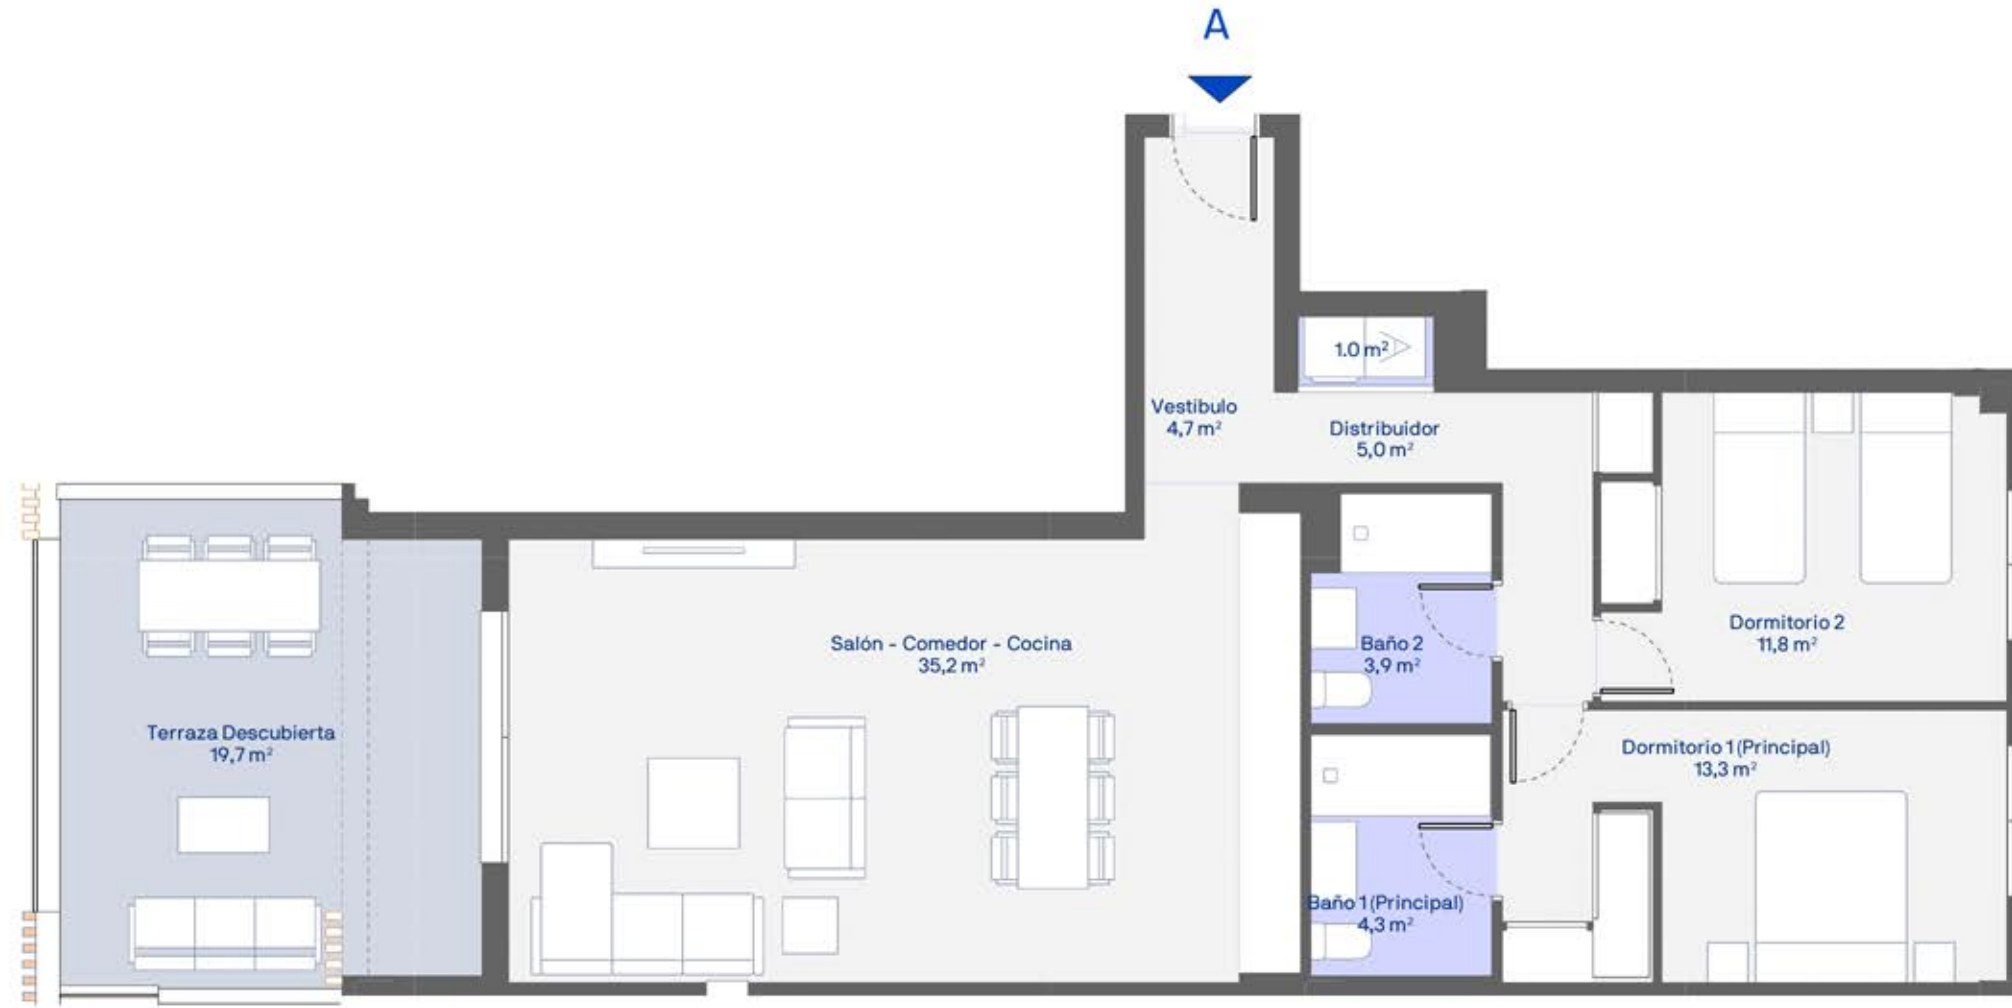 A
1.0 m²
Vestibulo
4,7 m²
Distribuidor
5,0 m²
Salón - Comedor - Cocina
35,2 m²
Baño 2
3,9 m²
Dormitorio 2
11,8 m²
Terraza Descubierta
19,7 m²
Dormitorio 1 (Principal)
13,3 m²
Baño 1 (Principal)
4,3 m²